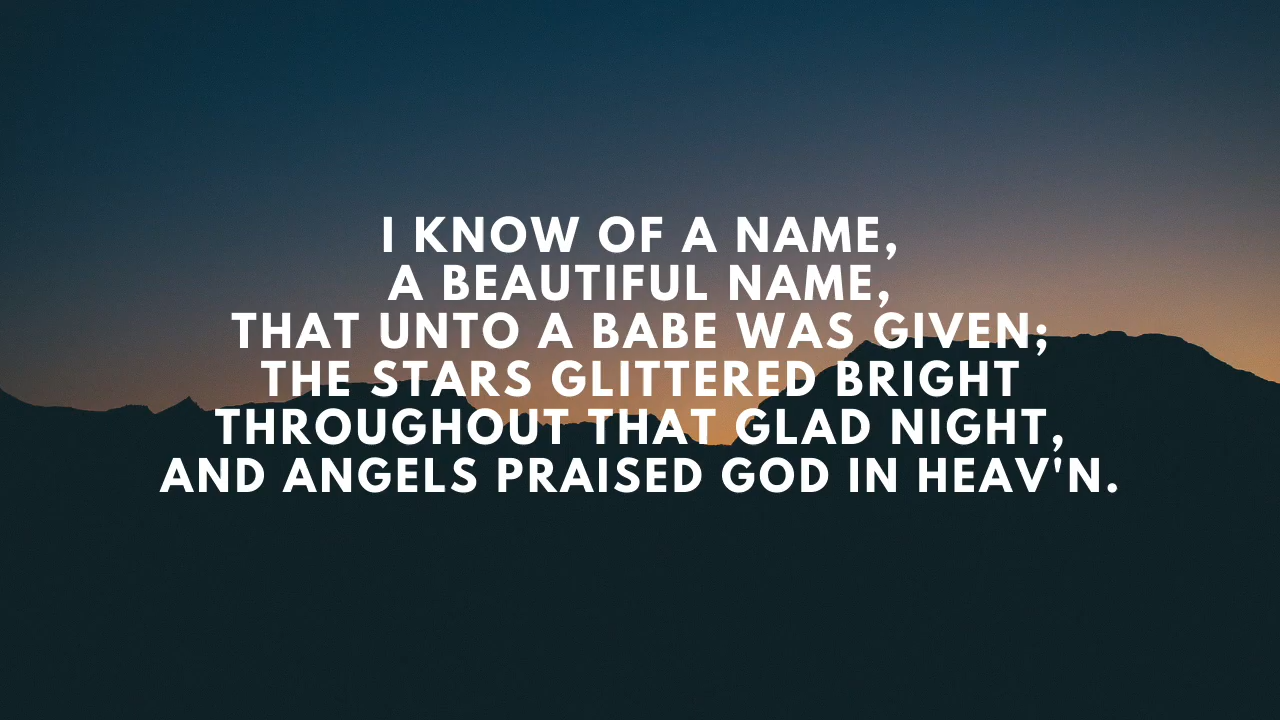 I KNOW OF A NAME,
A BEAUTIFUL NAME,
THAT UNTO A BABE WAS GIVEN;
THE STARS GLITTERED BRIGHT
THROUGHOUT THAT GLAD NIGHT,
AND ANGELS PRAISED GOD IN HEAV'N.